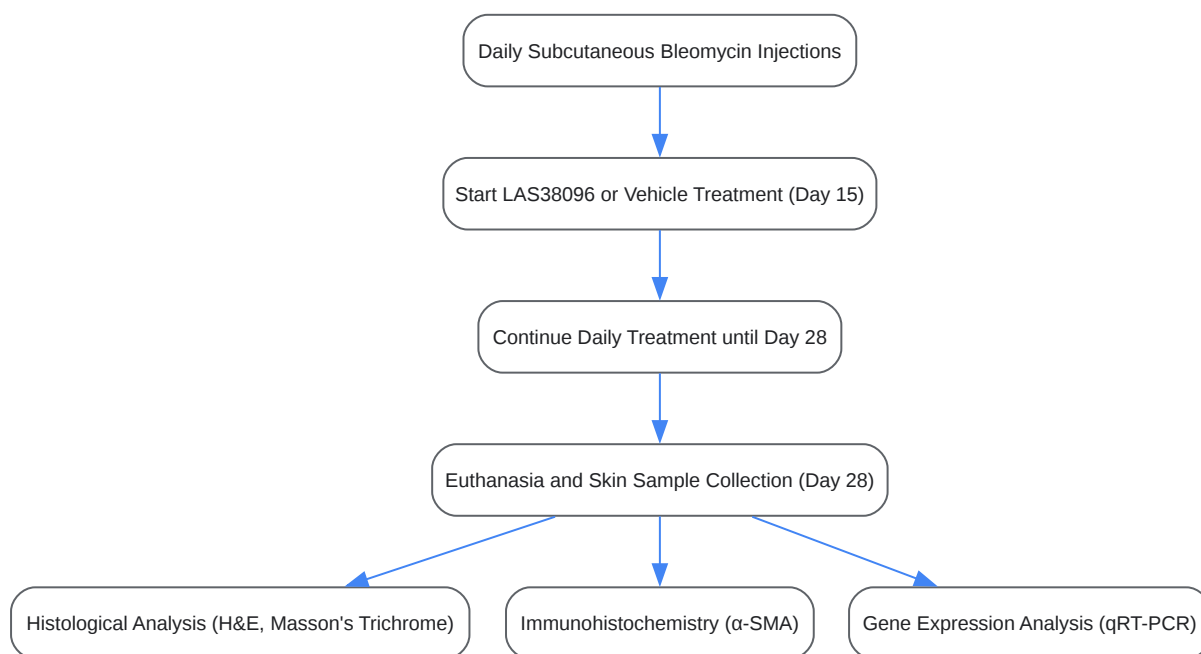 Daily Subcutaneous Bleomycin Injections
Start LAS38096 or Vehicle Treatment (Day 15)
Continue Daily Treatment until Day 28
Euthanasia and Skin Sample Collection (Day 28)
Histological Analysis (H&E, Masson's Trichrome)
Immunohistochemistry (α-SMA)
Gene Expression Analysis (qRT-PCR)